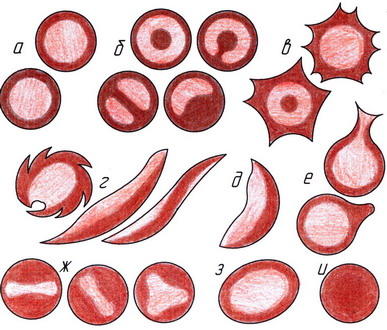 а б в
г д е
ж з и